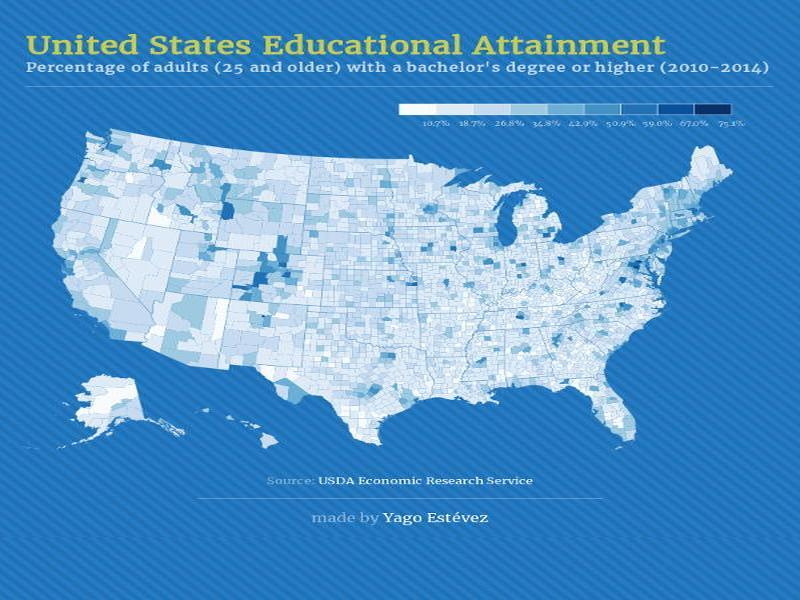 United States Educational Attainment
Percentage of adults (25 and older) with a bachelor's degree or higher (2010-2014)
10.7% 18.7% 26.8% 34.8% 42.9% 50.9% 59.0% 67.0% 75.1%
Source: USDA Economic Research Service
made by Yago Estévez